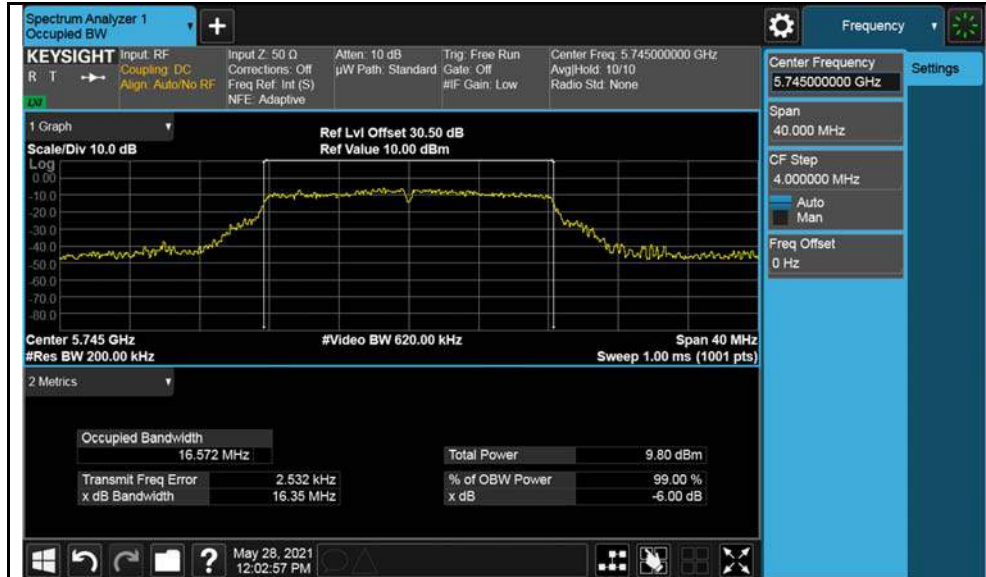 Spectrum Analyzer 1
Occupied BW
+
Frequency
KEYSIGHT
R T
LXI
Input: RF
Coupling: DC
Align: Auto/No RF
Input Z: 50 Ω
Corrections: Off
Freq Ref: Int (S)
NFE: Adaptive
Atten: 10 dB
µW Path: Standard
Trig: Free Run
Gate: Off
#IF Gain: Low
Center Freq: 5.745000000 GHz
Avg|Hold: 10/10
Radio Std: None
Center Frequency
5.745000000 GHz
Settings
Span
40.000 MHz
CF Step
4.000000 MHz
Auto
Man
Freq Offset
0 Hz
1 Graph
Scale/Div 10.0 dB
Ref Lvl Offset 30.50 dB
Ref Value 10.00 dBm
Log
0.00
-10.0
-20.0
-30.0
-40.0
-50.0
-60.0
-70.0
-80.0
Center 5.745 GHz
#Res BW 200.00 kHz
#Video BW 620.00 kHz
Span 40 MHz
Sweep 1.00 ms (1001 pts)
2 Metrics
Occupied Bandwidth
16.572 MHz
Total Power 9.80 dBm
Transmit Freq Error 2.532 kHz
% of OBW Power 99.00 %
x dB Bandwidth 16.35 MHz
x dB -6.00 dB
?
May 28, 2021
12:02:57 PM